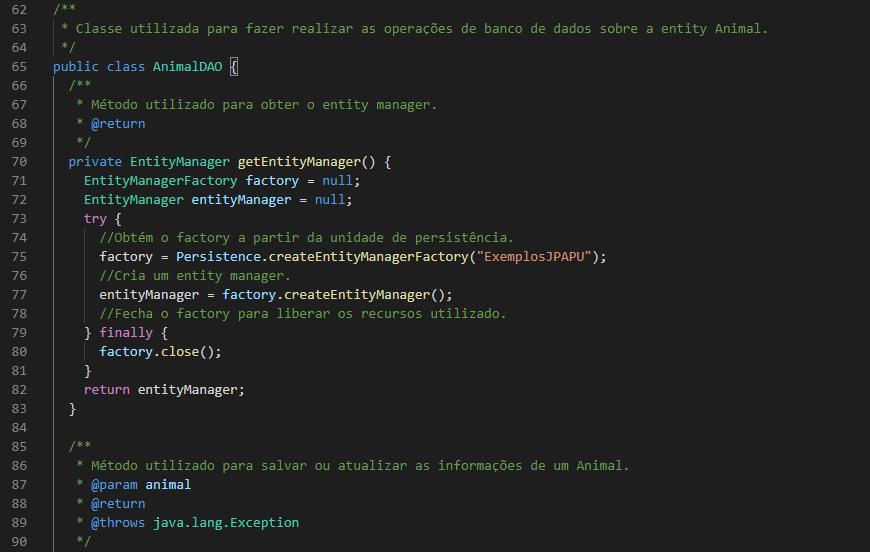 62 /**
63 * Classe utilizada para fazer realizar as operações de banco de dados sobre a entity Animal.
64 */
65 public class AnimalDAO {
66 /**
67 * Método utilizado para obter o entity manager.
68 * @return
69 */
70 private EntityManager getEntityManager() {
71 EntityManagerFactory factory = null;
72 EntityManager entityManager = null;
73 try {
74 //Obtém o factory a partir da unidade de persistência.
75 factory = Persistence.createEntityManagerFactory("ExemplosJPAPU");
76 //Cria um entity manager.
77 entityManager = factory.createEntityManager();
78 //Fecha o factory para liberar os recursos utilizado.
79 } finally {
80 factory.close();
81 }
82 return entityManager;
83 }
84
85 /**
86 * Método utilizado para salvar ou atualizar as informações de um Animal.
87 * @param animal
88 * @return
89 * @throws java.lang.Exception
90 */